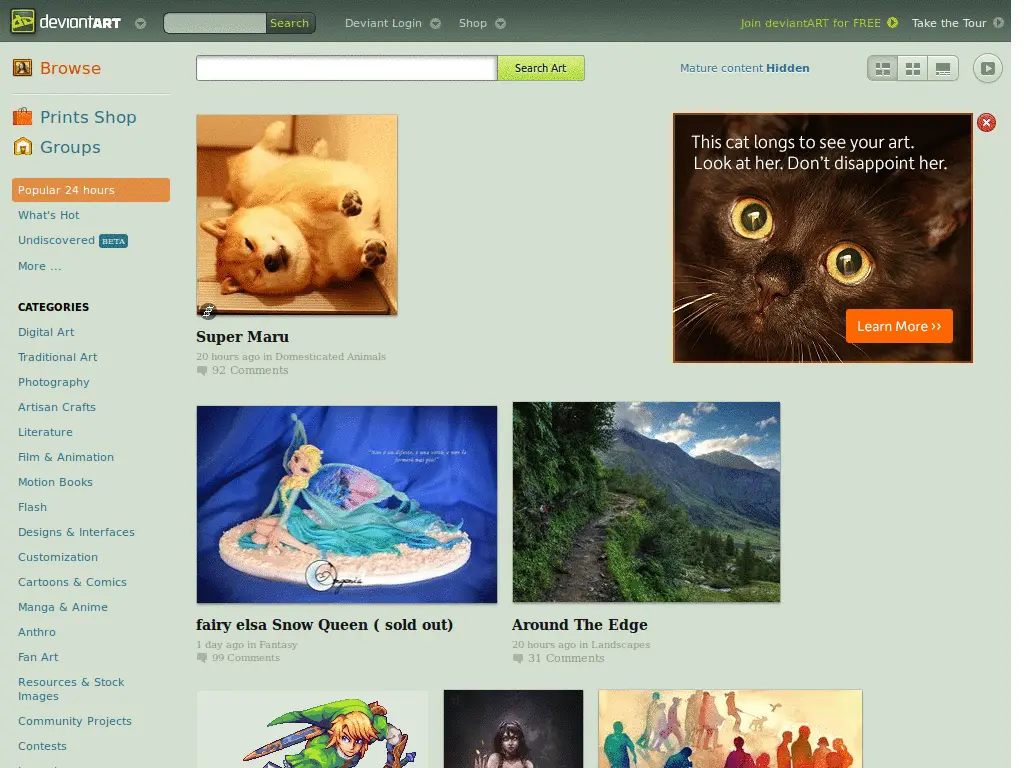 deviantART
Search
Deviant Login
Shop
Join deviantART for FREE
Take the Tour
Browse
Search Art
Mature content Hidden
Prints Shop
Groups
Popular 24 hours
What's Hot
Undiscovered BETA
More ...
CATEGORIES
Digital Art
Traditional Art
Photography
Artisan Crafts
Literature
Film & Animation
Motion Books
Flash
Designs & Interfaces
Customization
Cartoons & Comics
Manga & Anime
Anthro
Fan Art
Resources & Stock
Images
Community Projects
Contests
Super Maru
20 hours ago in Domesticated Animals
92 Comments
This cat longs to see your art.
Look at her. Don't disappoint her.
Learn More ››
fairy elsa Snow Queen ( sold out)
1 day ago in Fantasy
99 Comments
Around The Edge
20 hours ago in Landscapes
31 Comments